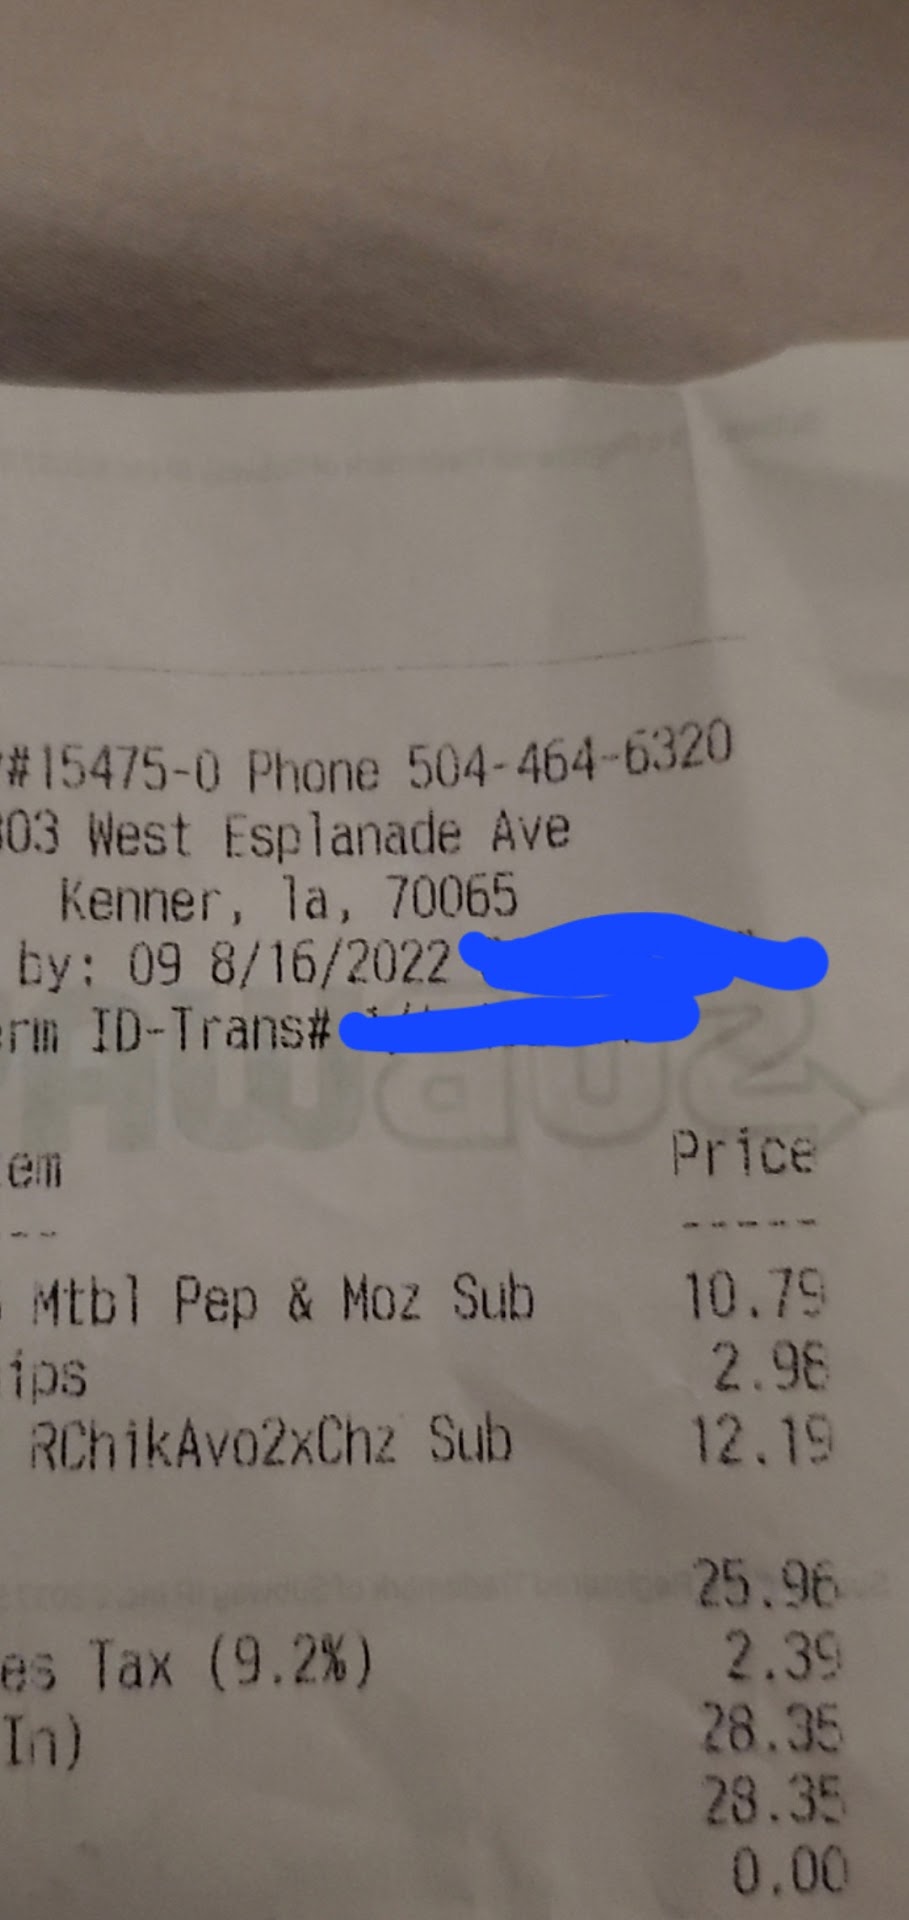 #15475-0 Phone 504-464-6320
303 West Esplanade Ave
Kenner, la, 70065
by: 09 8/16/2022
erm ID-Trans#
em Price
--- -----
Mtbl Pep & Moz Sub 10.79
ips 2.98
RChikAvo2xChz Sub 12.19
25.96
es Tax (9.2%) 2.39
In) 28.35
28.35
0.00